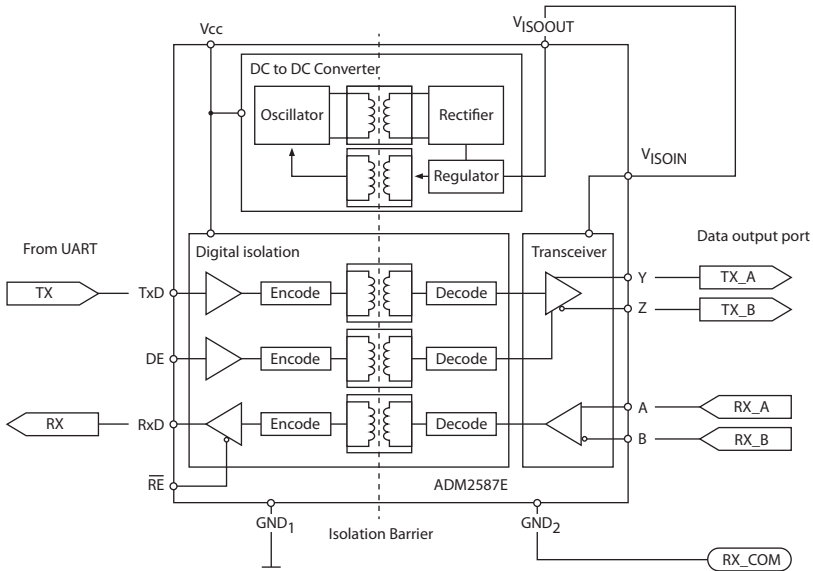 Vcc
VISOOUT
DC to DC Converter
Oscillator
Rectifier
Regulator
VISOIN
From UART
Digital isolation
Transceiver
Data output port
TX
TxD
Encode
Decode
Y
TX_A
Z
TX_B
DE
Encode
Decode
RX
RxD
Encode
Decode
A
RX_A
B
RX_B
RE
ADM2587E
GND1
Isolation Barrier
GND2
RX_COM